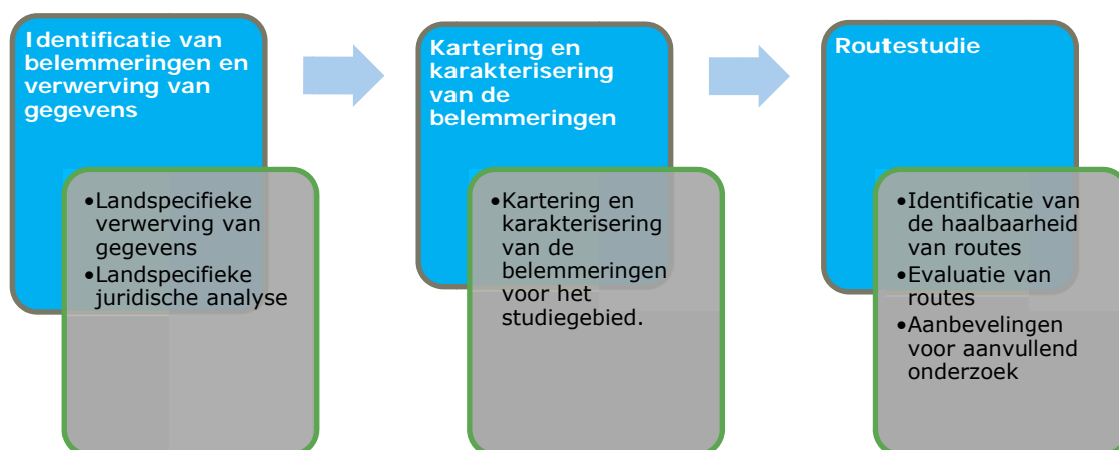 Identificatie van
belemmeringen en
verwerving van
gegevens
•Landspecifieke
verwerving van
gegevens
•Landspecifieke
juridische analyse
Kartering en
karakterisering
van de
belemmeringen
•Kartering en
karakterisering
van de
belemmeringen
voor het
studiegebied.
Routestudie
•Identificatie van
de haalbaarheid
van routes
•Evaluatie van
routes
•Aanbevelingen
voor aanvullend
onderzoek